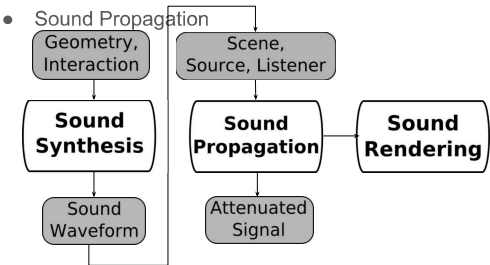 ● Sound Propagation
Geometry,
Interaction
Sound
Synthesis
Sound
Waveform
Scene,
Source, Listener
Sound
Propagation
Attenuated
Signal
Sound
Rendering